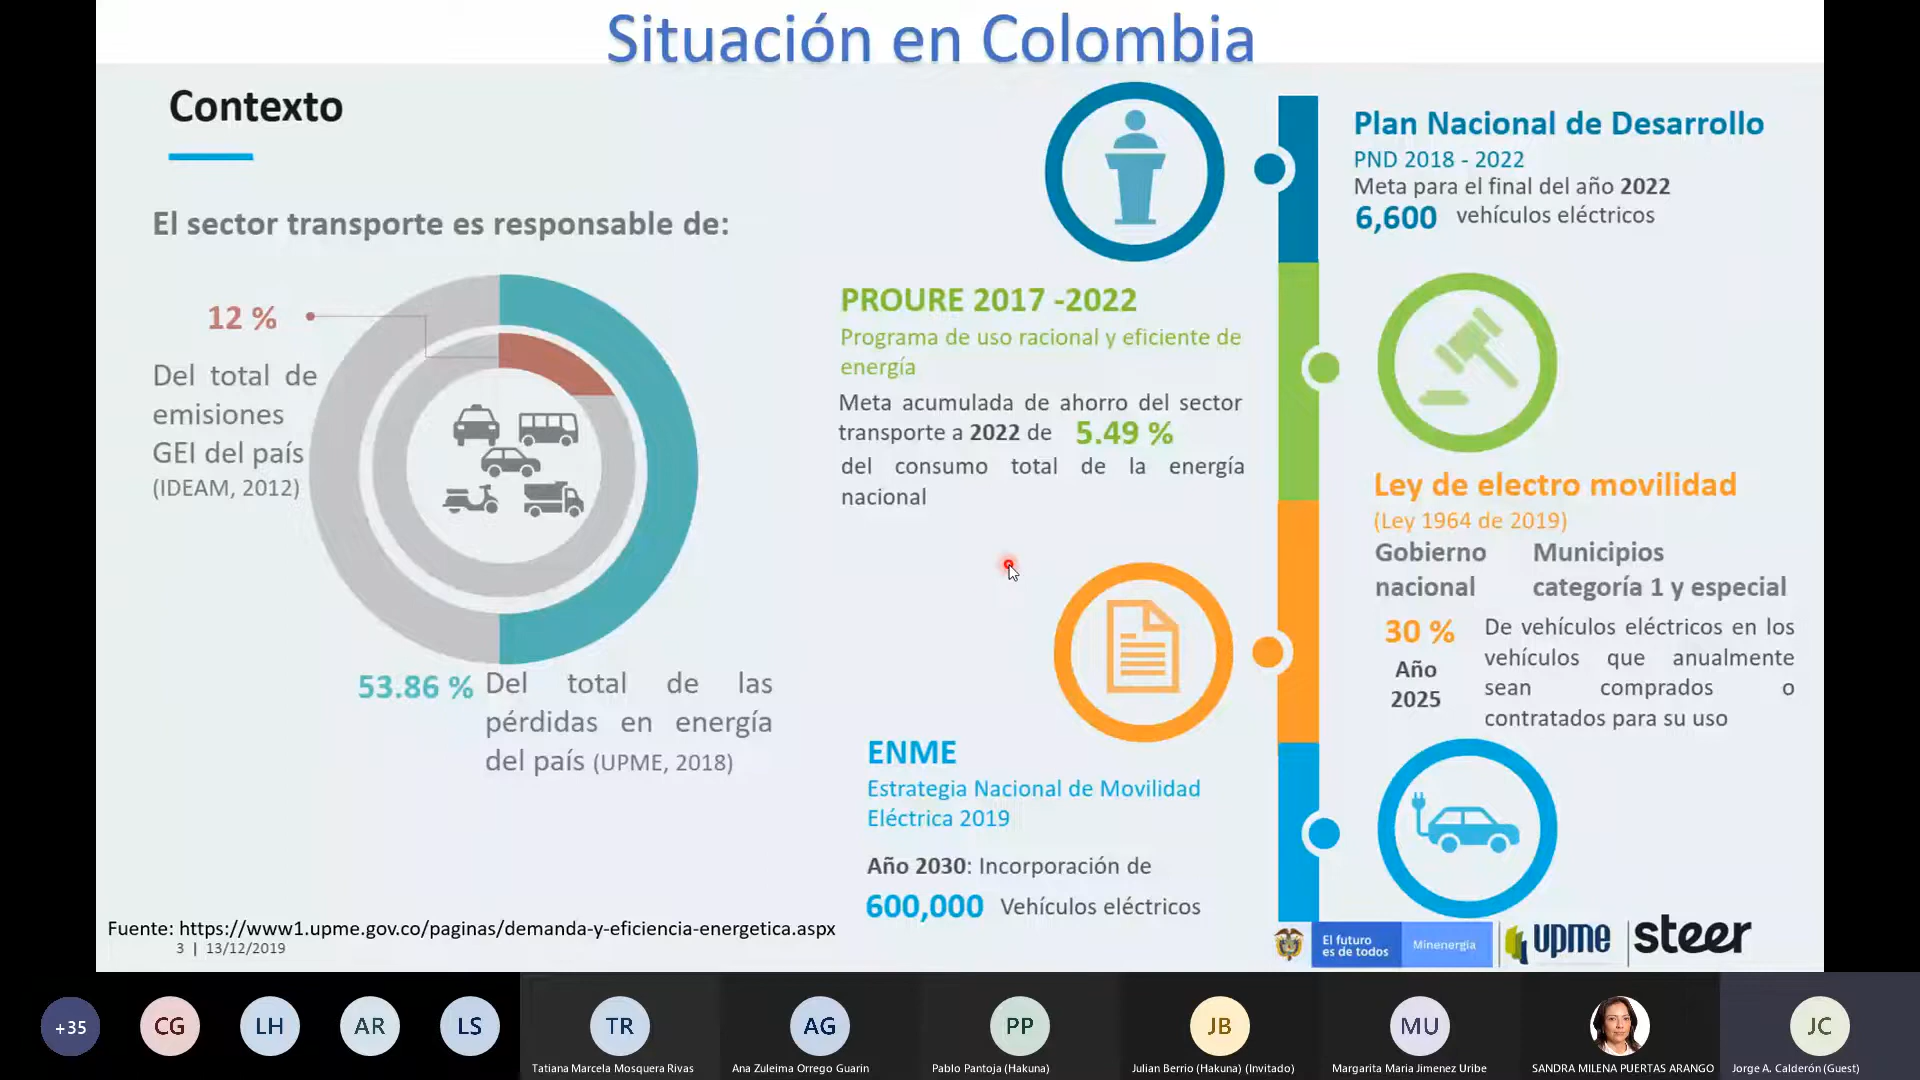 Situación en Colombia
Contexto
El sector transporte es responsable de:
12 %
Del total de
emisiones
GEI del país
(IDEAM, 2012)
53.86 % Del total de las
pérdidas en energía
del país (UPME, 2018)
Plan Nacional de Desarrollo
PND 2018 - 2022
Meta para el final del año 2022
6,600 vehículos eléctricos
PROURE 2017 -2022
Programa de uso racional y eficiente de
energía
Meta acumulada de ahorro del sector
transporte a 2022 de 5.49 %
del consumo total de la energía
nacional
Ley de electro movilidad
(Ley 1964 de 2019)
Gobierno
nacional
Municipios
categoría 1 y especial
30 %
Año
2025
De vehículos eléctricos en los
vehículos que anualmente
sean comprados o
contratados para su uso
ENME
Estrategia Nacional de Movilidad
Eléctrica 2019
Año 2030: Incorporación de
600,000 Vehículos eléctricos
Fuente: https://www1.upme.gov.co/paginas/demanda-y-eficiencia-energetica.aspx
3 | 13/12/2019
El futuro
es de todos
Minenergía
upme
steer
+35
CG
LH
AR
LS
TR
AG
PP
JB
MU
JC
Tatiana Marcela Mosquera Rivas
Ana Zuleima Orrego Guarin
Pablo Pantoja (Hakuna)
Julian Berrio (Hakuna) (Invitado)
Margarita Maria Jimenez Uribe
SANDRA MILENA PUERTAS ARANGO
Jorge A. Calderón (Guest)